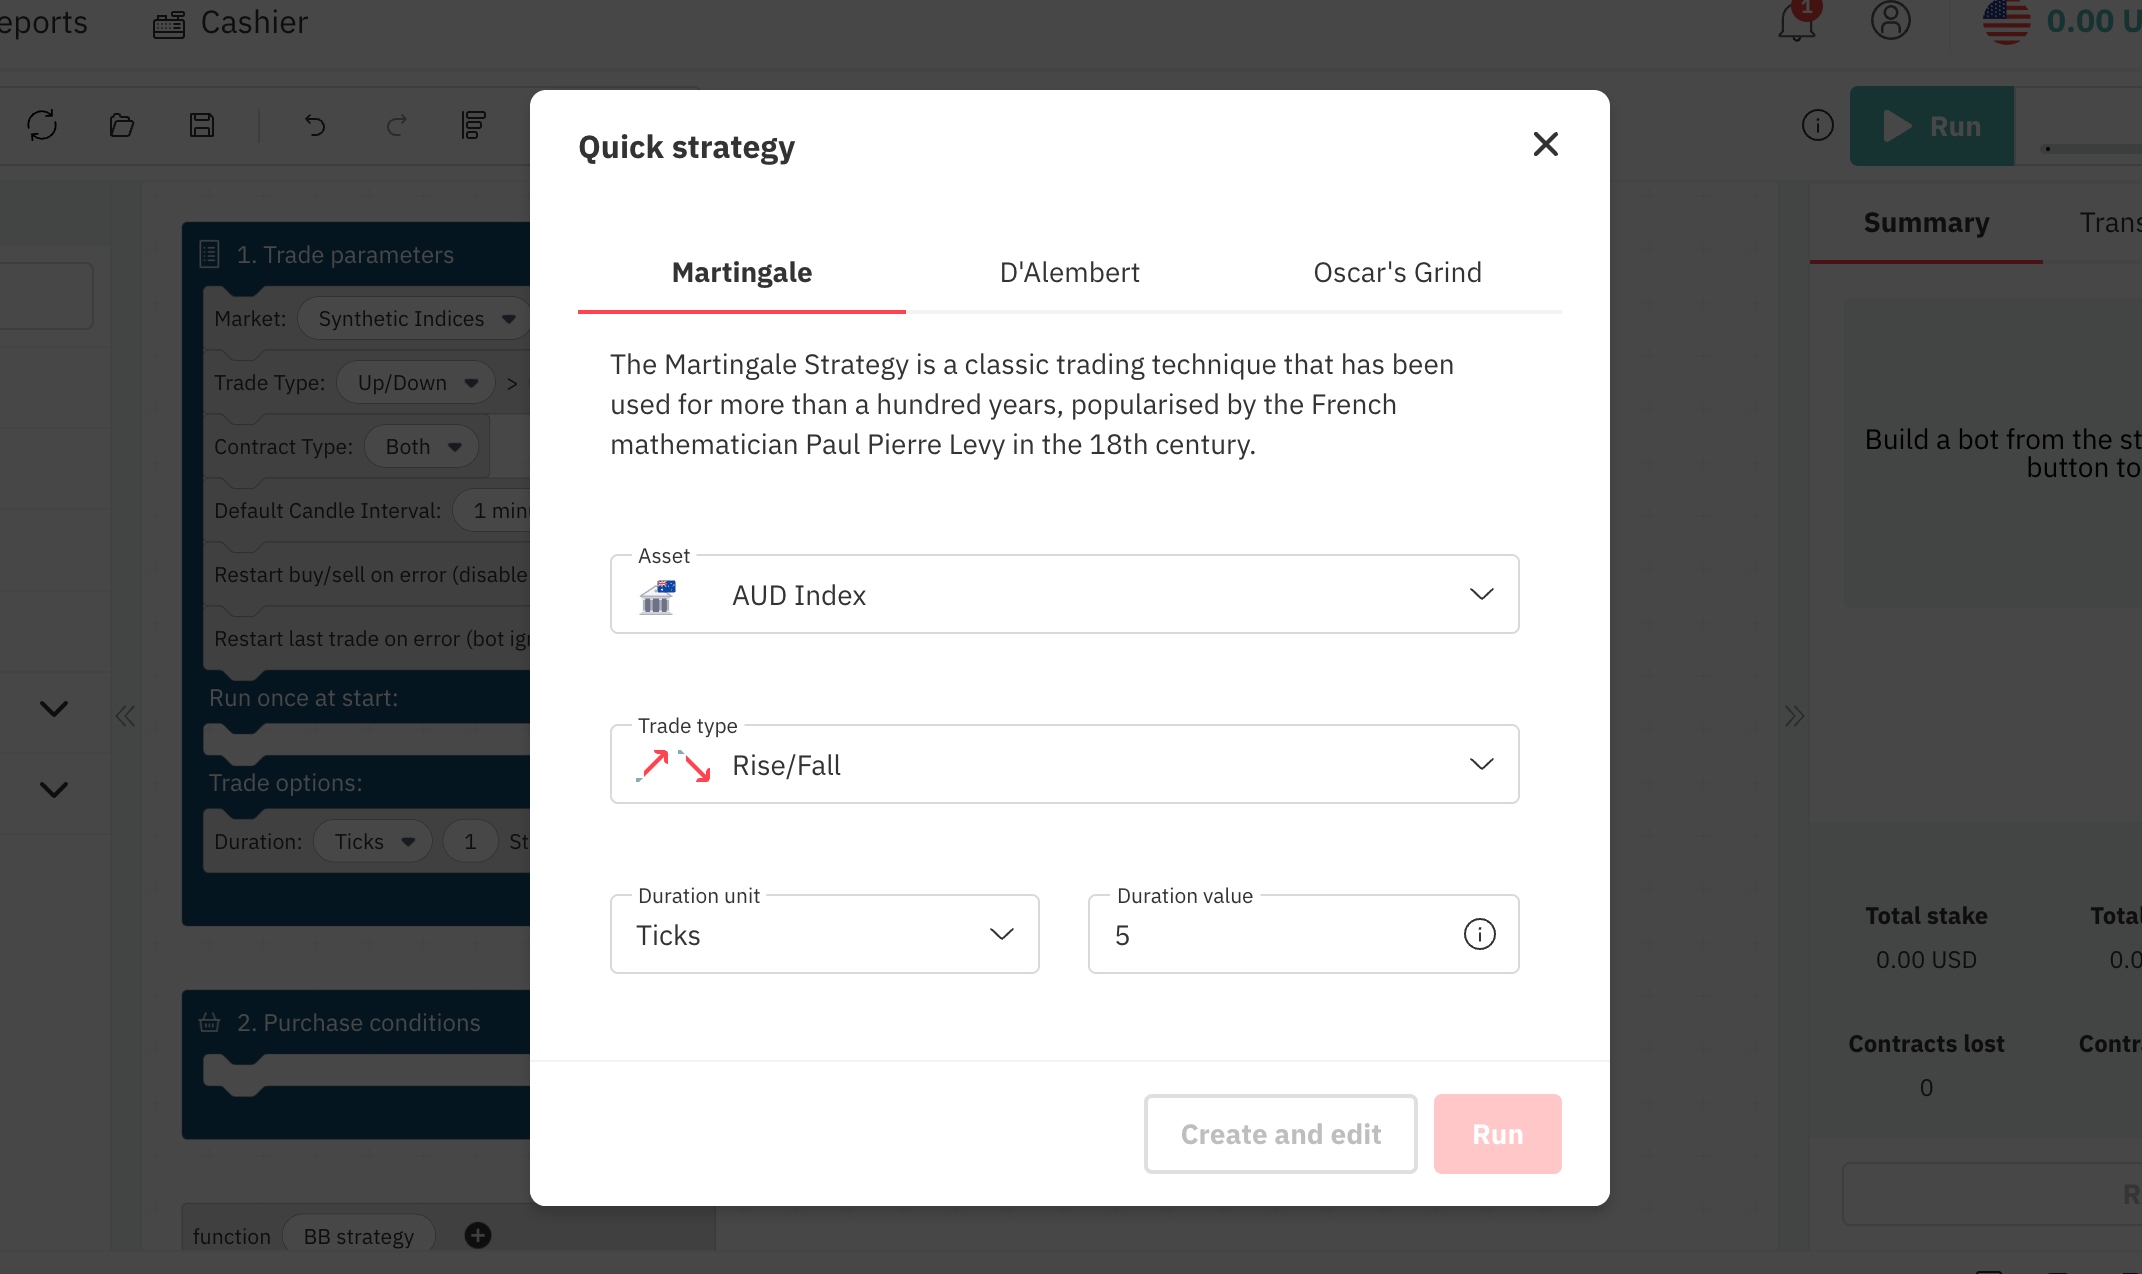 eports
Cashier
1
0.00 U
Run
Quick strategy
Martingale
D'Alembert
Oscar's Grind
The Martingale Strategy is a classic trading technique that has been
used for more than a hundred years, popularised by the French
mathematician Paul Pierre Levy in the 18th century.
Asset
AUD Index
Trade type
Rise/Fall
Duration unit
Ticks
Duration value
5
Create and edit
Run
1. Trade parameters
Market: Synthetic Indices
Trade Type: Up/Down >
Contract Type: Both
Default Candle Interval: 1 minu
Restart buy/sell on error (disable
Restart last trade on error (bot ign
Run once at start:
Trade options:
Duration: Ticks 1 St
2. Purchase conditions
function BB strategy
Summary
Trans
Build a bot from the st
button to
Total stake
0.00 USD
Total
0.0
Contracts lost
0
Contr
R